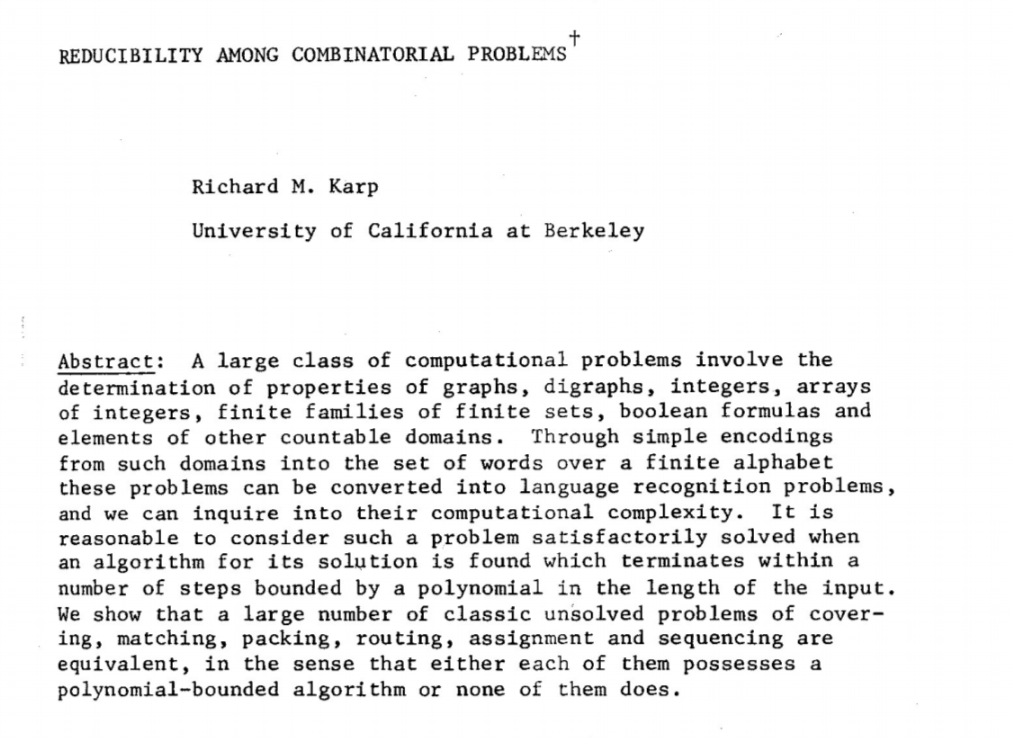 REDUCIBILITY AMONG COMBINATORIAL PROBLEMS†
Richard M. Karp
University of California at Berkeley
Abstract: A large class of computational problems involve the
determination of properties of graphs, digraphs, integers, arrays
of integers, finite families of finite sets, boolean formulas and
elements of other countable domains. Through simple encodings
from such domains into the set of words over a finite alphabet
these problems can be converted into language recognition problems,
and we can inquire into their computational complexity. It is
reasonable to consider such a problem satisfactorily solved when
an algorithm for its solution is found which terminates within a
number of steps bounded by a polynomial in the length of the input.
We show that a large number of classic unsolved problems of cover-
ing, matching, packing, routing, assignment and sequencing are
equivalent, in the sense that either each of them possesses a
polynomial-bounded algorithm or none of them does.